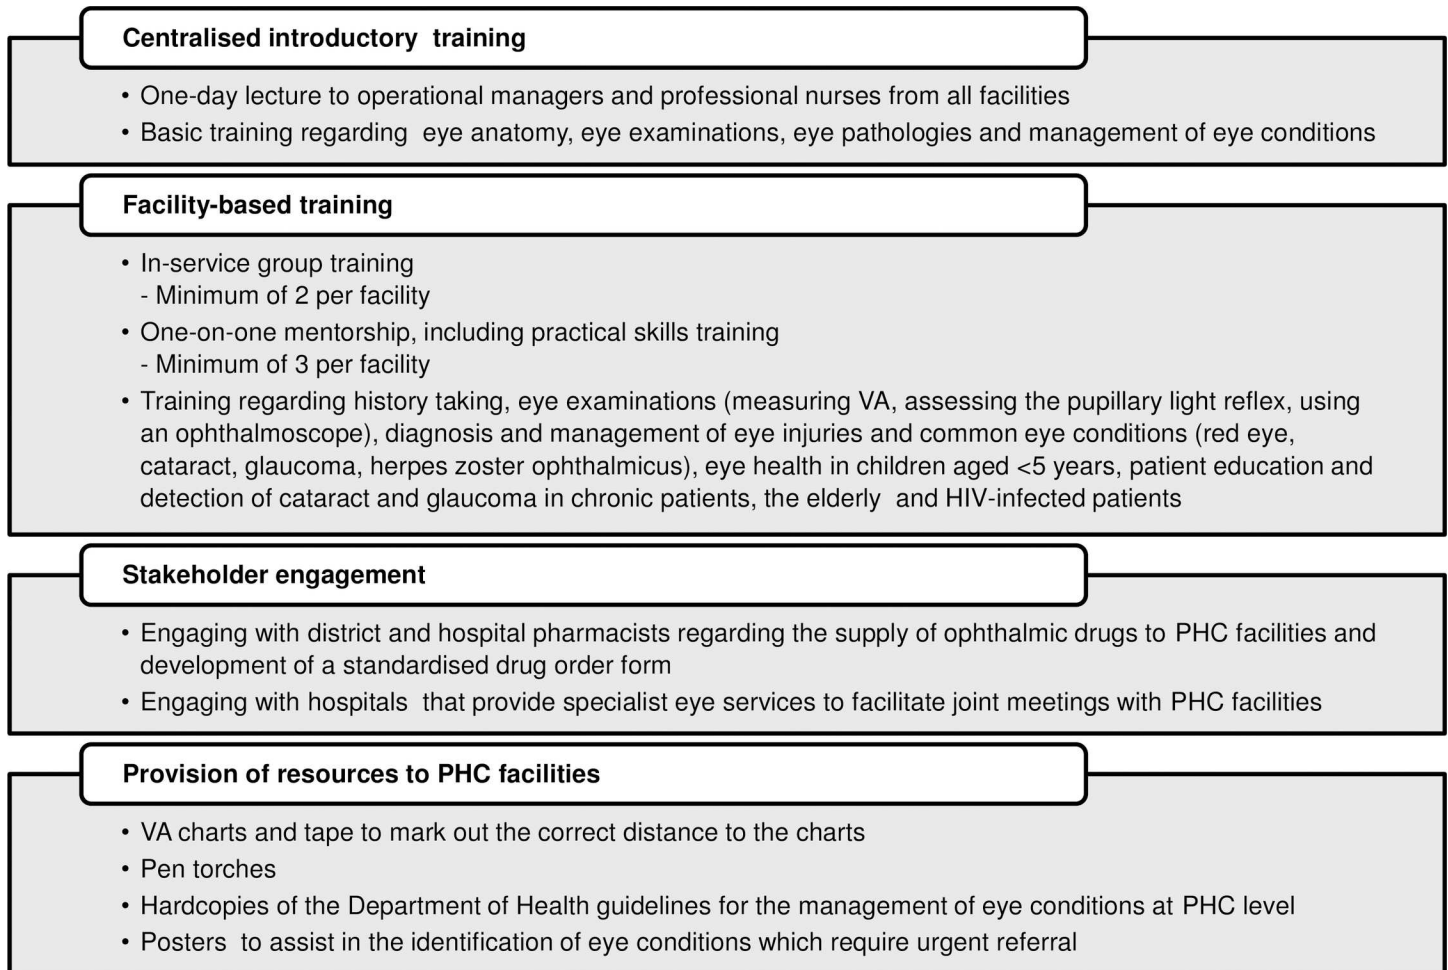 Centralised introductory training
• One-day lecture to operational managers and professional nurses from all facilities
• Basic training regarding eye anatomy, eye examinations, eye pathologies and management of eye conditions
Facility-based training
• In-service group training
- Minimum of 2 per facility
• One-on-one mentorship, including practical skills training
- Minimum of 3 per facility
• Training regarding history taking, eye examinations (measuring VA, assessing the pupillary light reflex, using
an ophthalmoscope), diagnosis and management of eye injuries and common eye conditions (red eye,
cataract, glaucoma, herpes zoster ophthalmicus), eye health in children aged <5 years, patient education and
detection of cataract and glaucoma in chronic patients, the elderly and HIV-infected patients
Stakeholder engagement
• Engaging with district and hospital pharmacists regarding the supply of ophthalmic drugs to PHC facilities and
development of a standardised drug order form
• Engaging with hospitals that provide specialist eye services to facilitate joint meetings with PHC facilities
Provision of resources to PHC facilities
• VA charts and tape to mark out the correct distance to the charts
• Pen torches
• Hardcopies of the Department of Health guidelines for the management of eye conditions at PHC level
• Posters to assist in the identification of eye conditions which require urgent referral